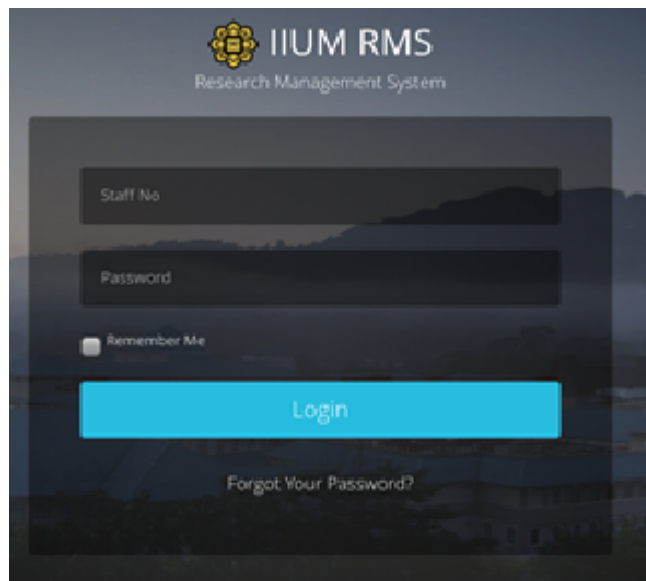 IIUM RMS
Research Management System
Staff No
Password
Remember Me
Login
Forgot Your Password?